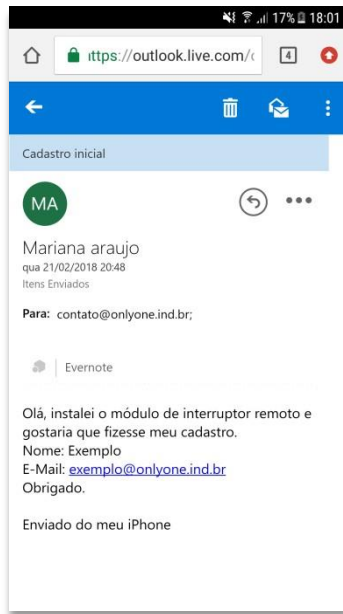 17% 18:01
ttps://outlook.live.com/
4
Cadastro inicial
MA
Mariana araujo
qua 21/02/2018 20:48
Itens Enviados
Para: contato@onlyone.ind.br;
Evernote
Olá, instalei o módulo de interruptor remoto e
gostaria que fizesse meu cadastro.
Nome: Exemplo
E-Mail: exemplo@onlyone.ind.br
Obrigado.
Enviado do meu iPhone